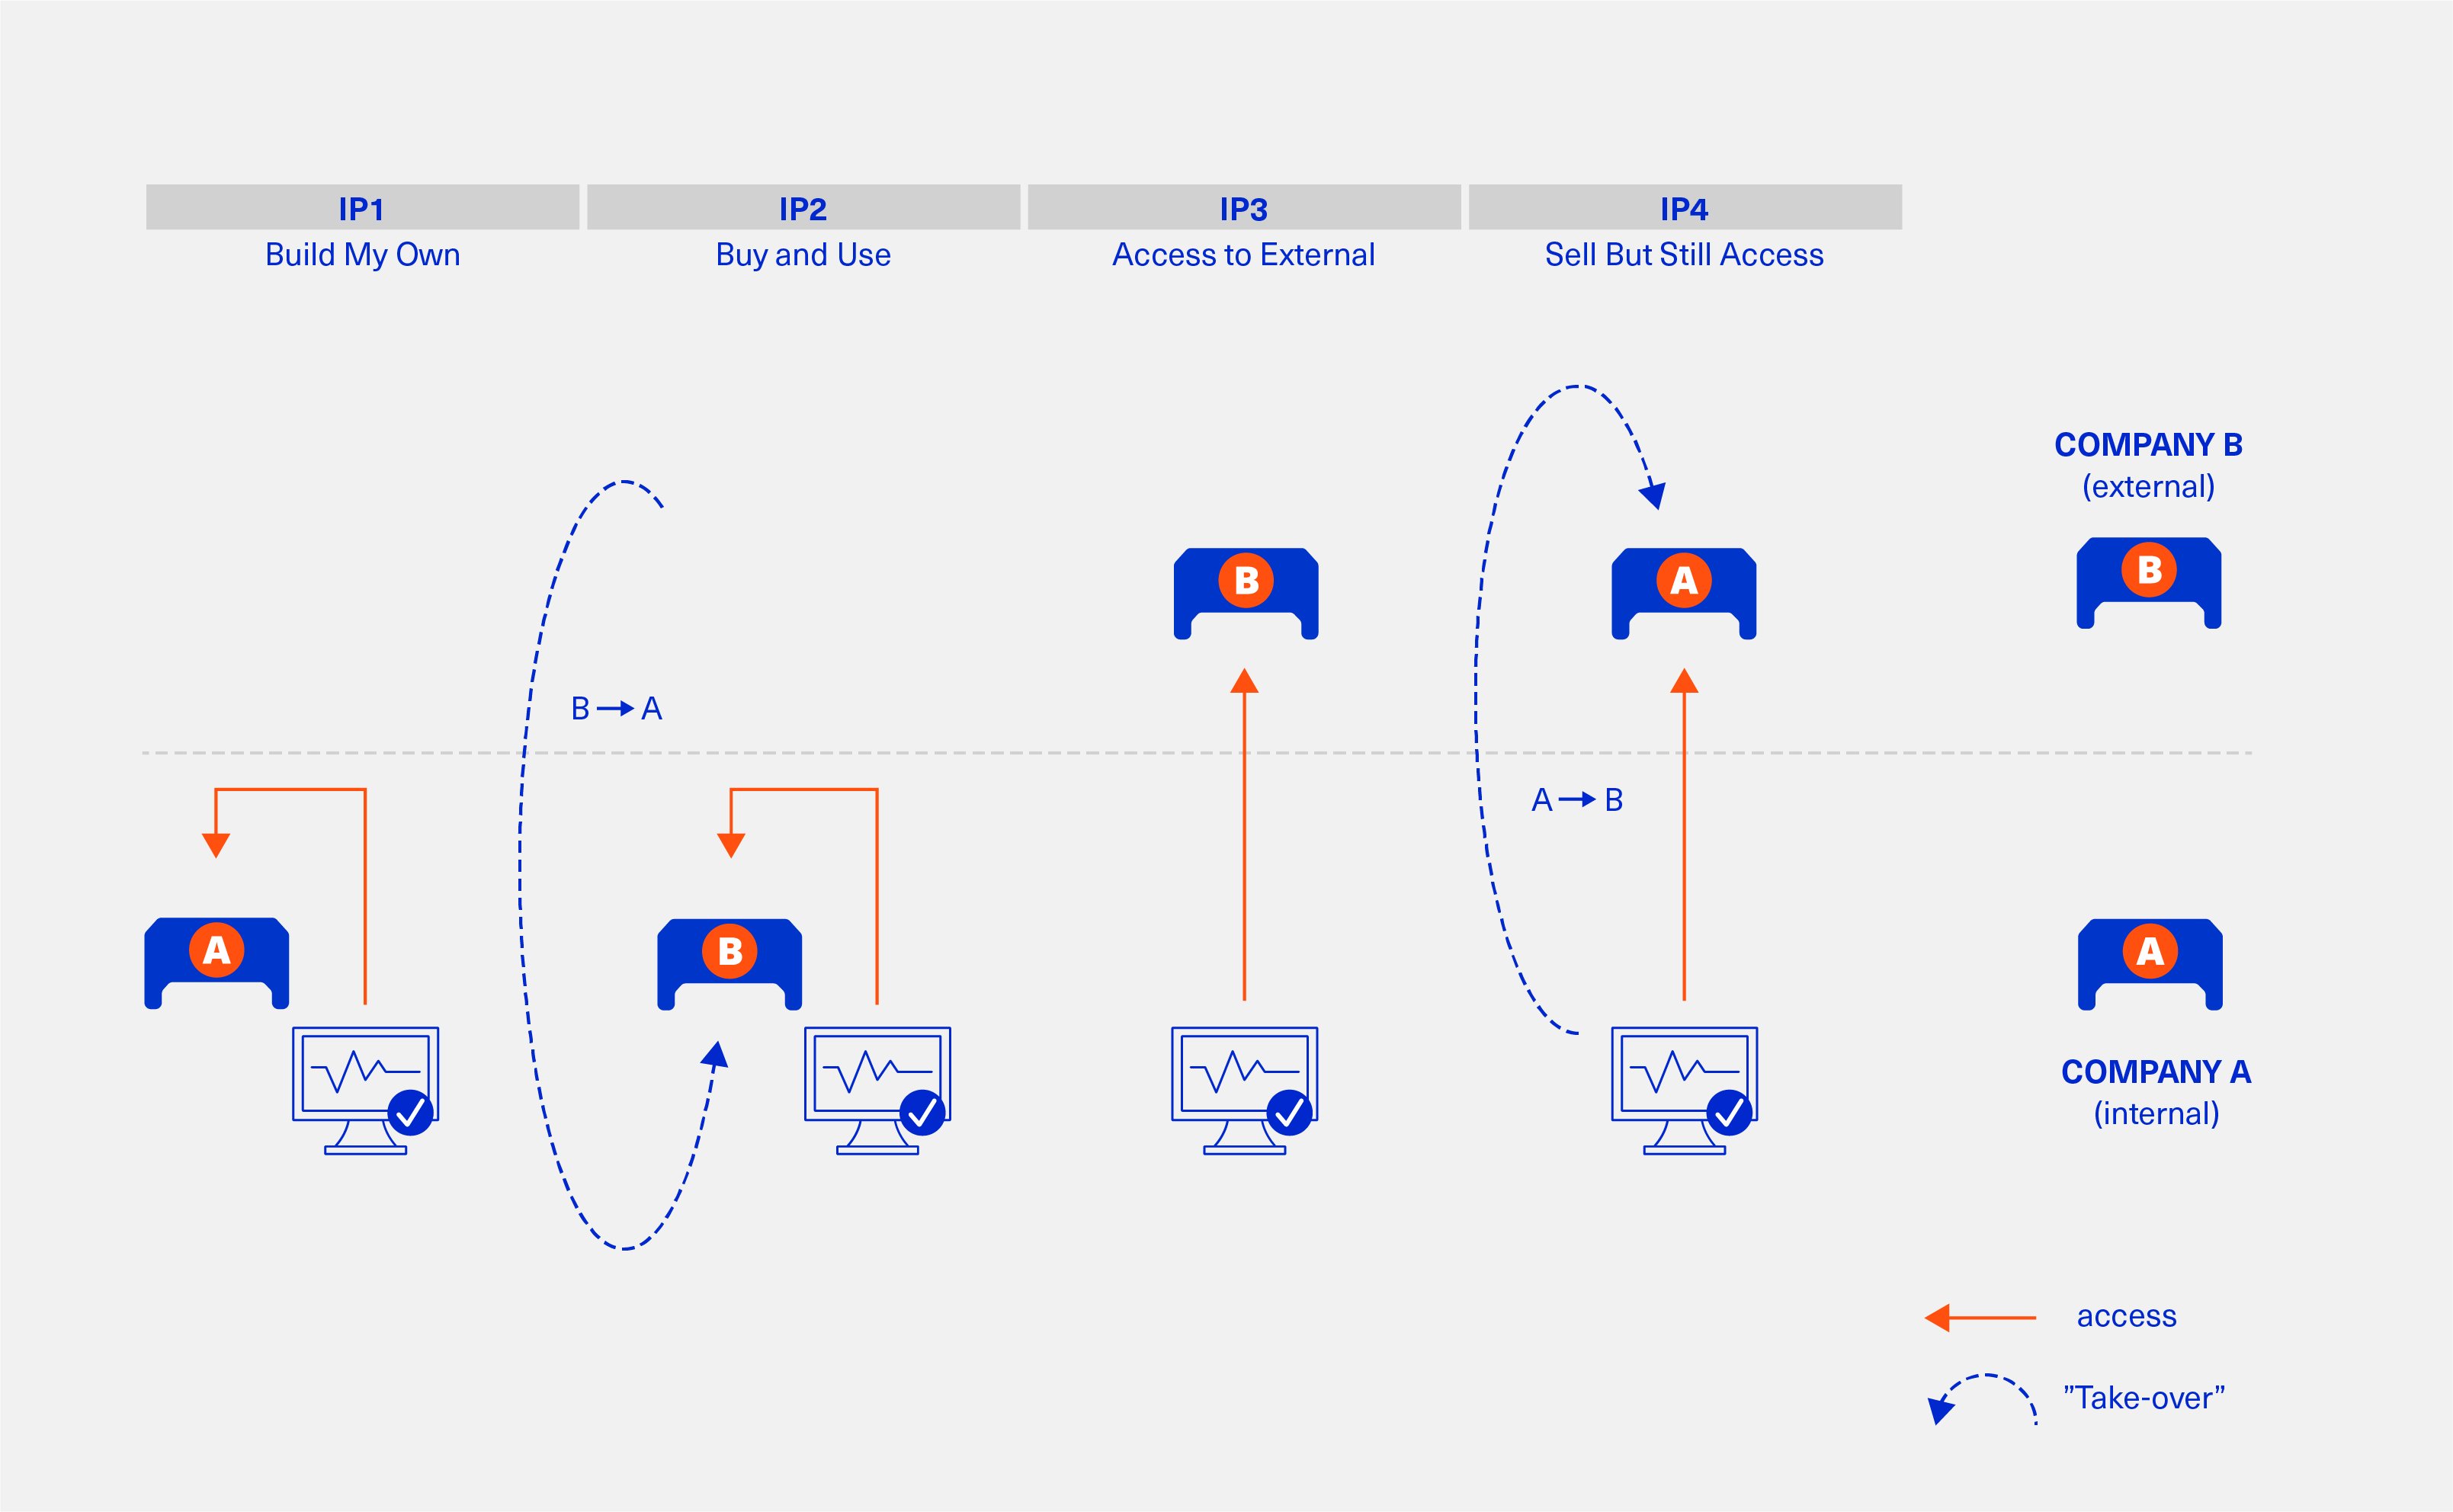 IP1
IP2
IP3
IP4
Build My Own
Buy and Use
Access to External
Sell But Still Access
COMPANY B
(external)
B
A
B
B → A
A → B
A
B
A
COMPANY A
(internal)
access
”Take-over”